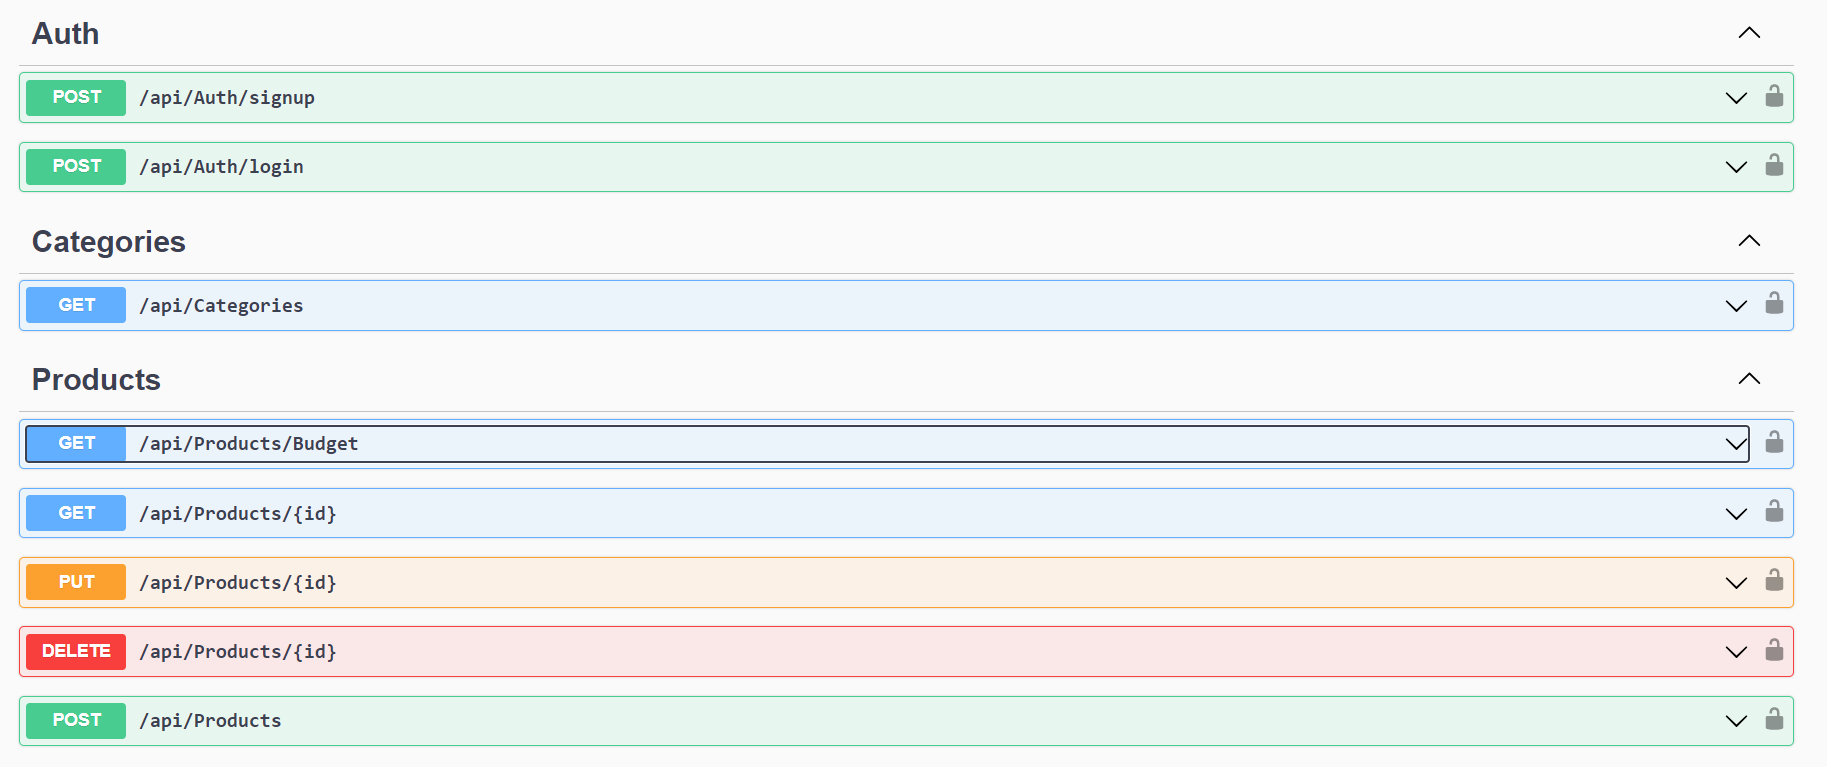 Auth
POST /api/Auth/signup
POST /api/Auth/login
Categories
GET /api/Categories
Products
GET /api/Products/Budget
GET /api/Products/{id}
PUT /api/Products/{id}
DELETE /api/Products/{id}
POST /api/Products